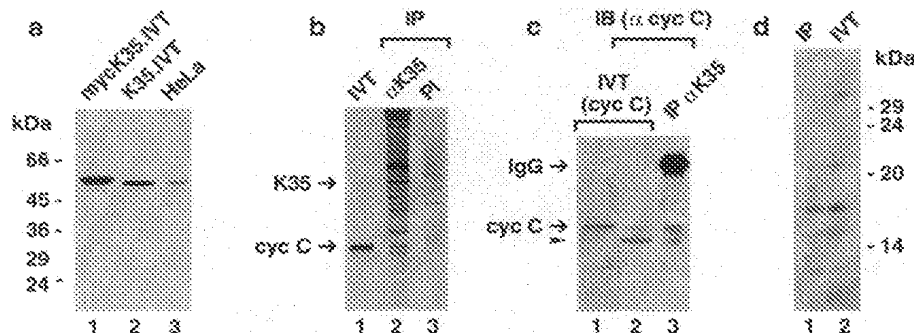 a
mycK35.IVT
K35.IVT
HeLa
kDa
66
45
36
29
24
1 2 3
b
IP
IVT
αK35
PI
K35 →
cyc C →
1 2 3
c
IB (α cyc C)
IVT
(cyc C)
IP αK35
IgG →
cyc C →
1 2 3
d
IP
IVT
kDa
29
24
20
14
1 2